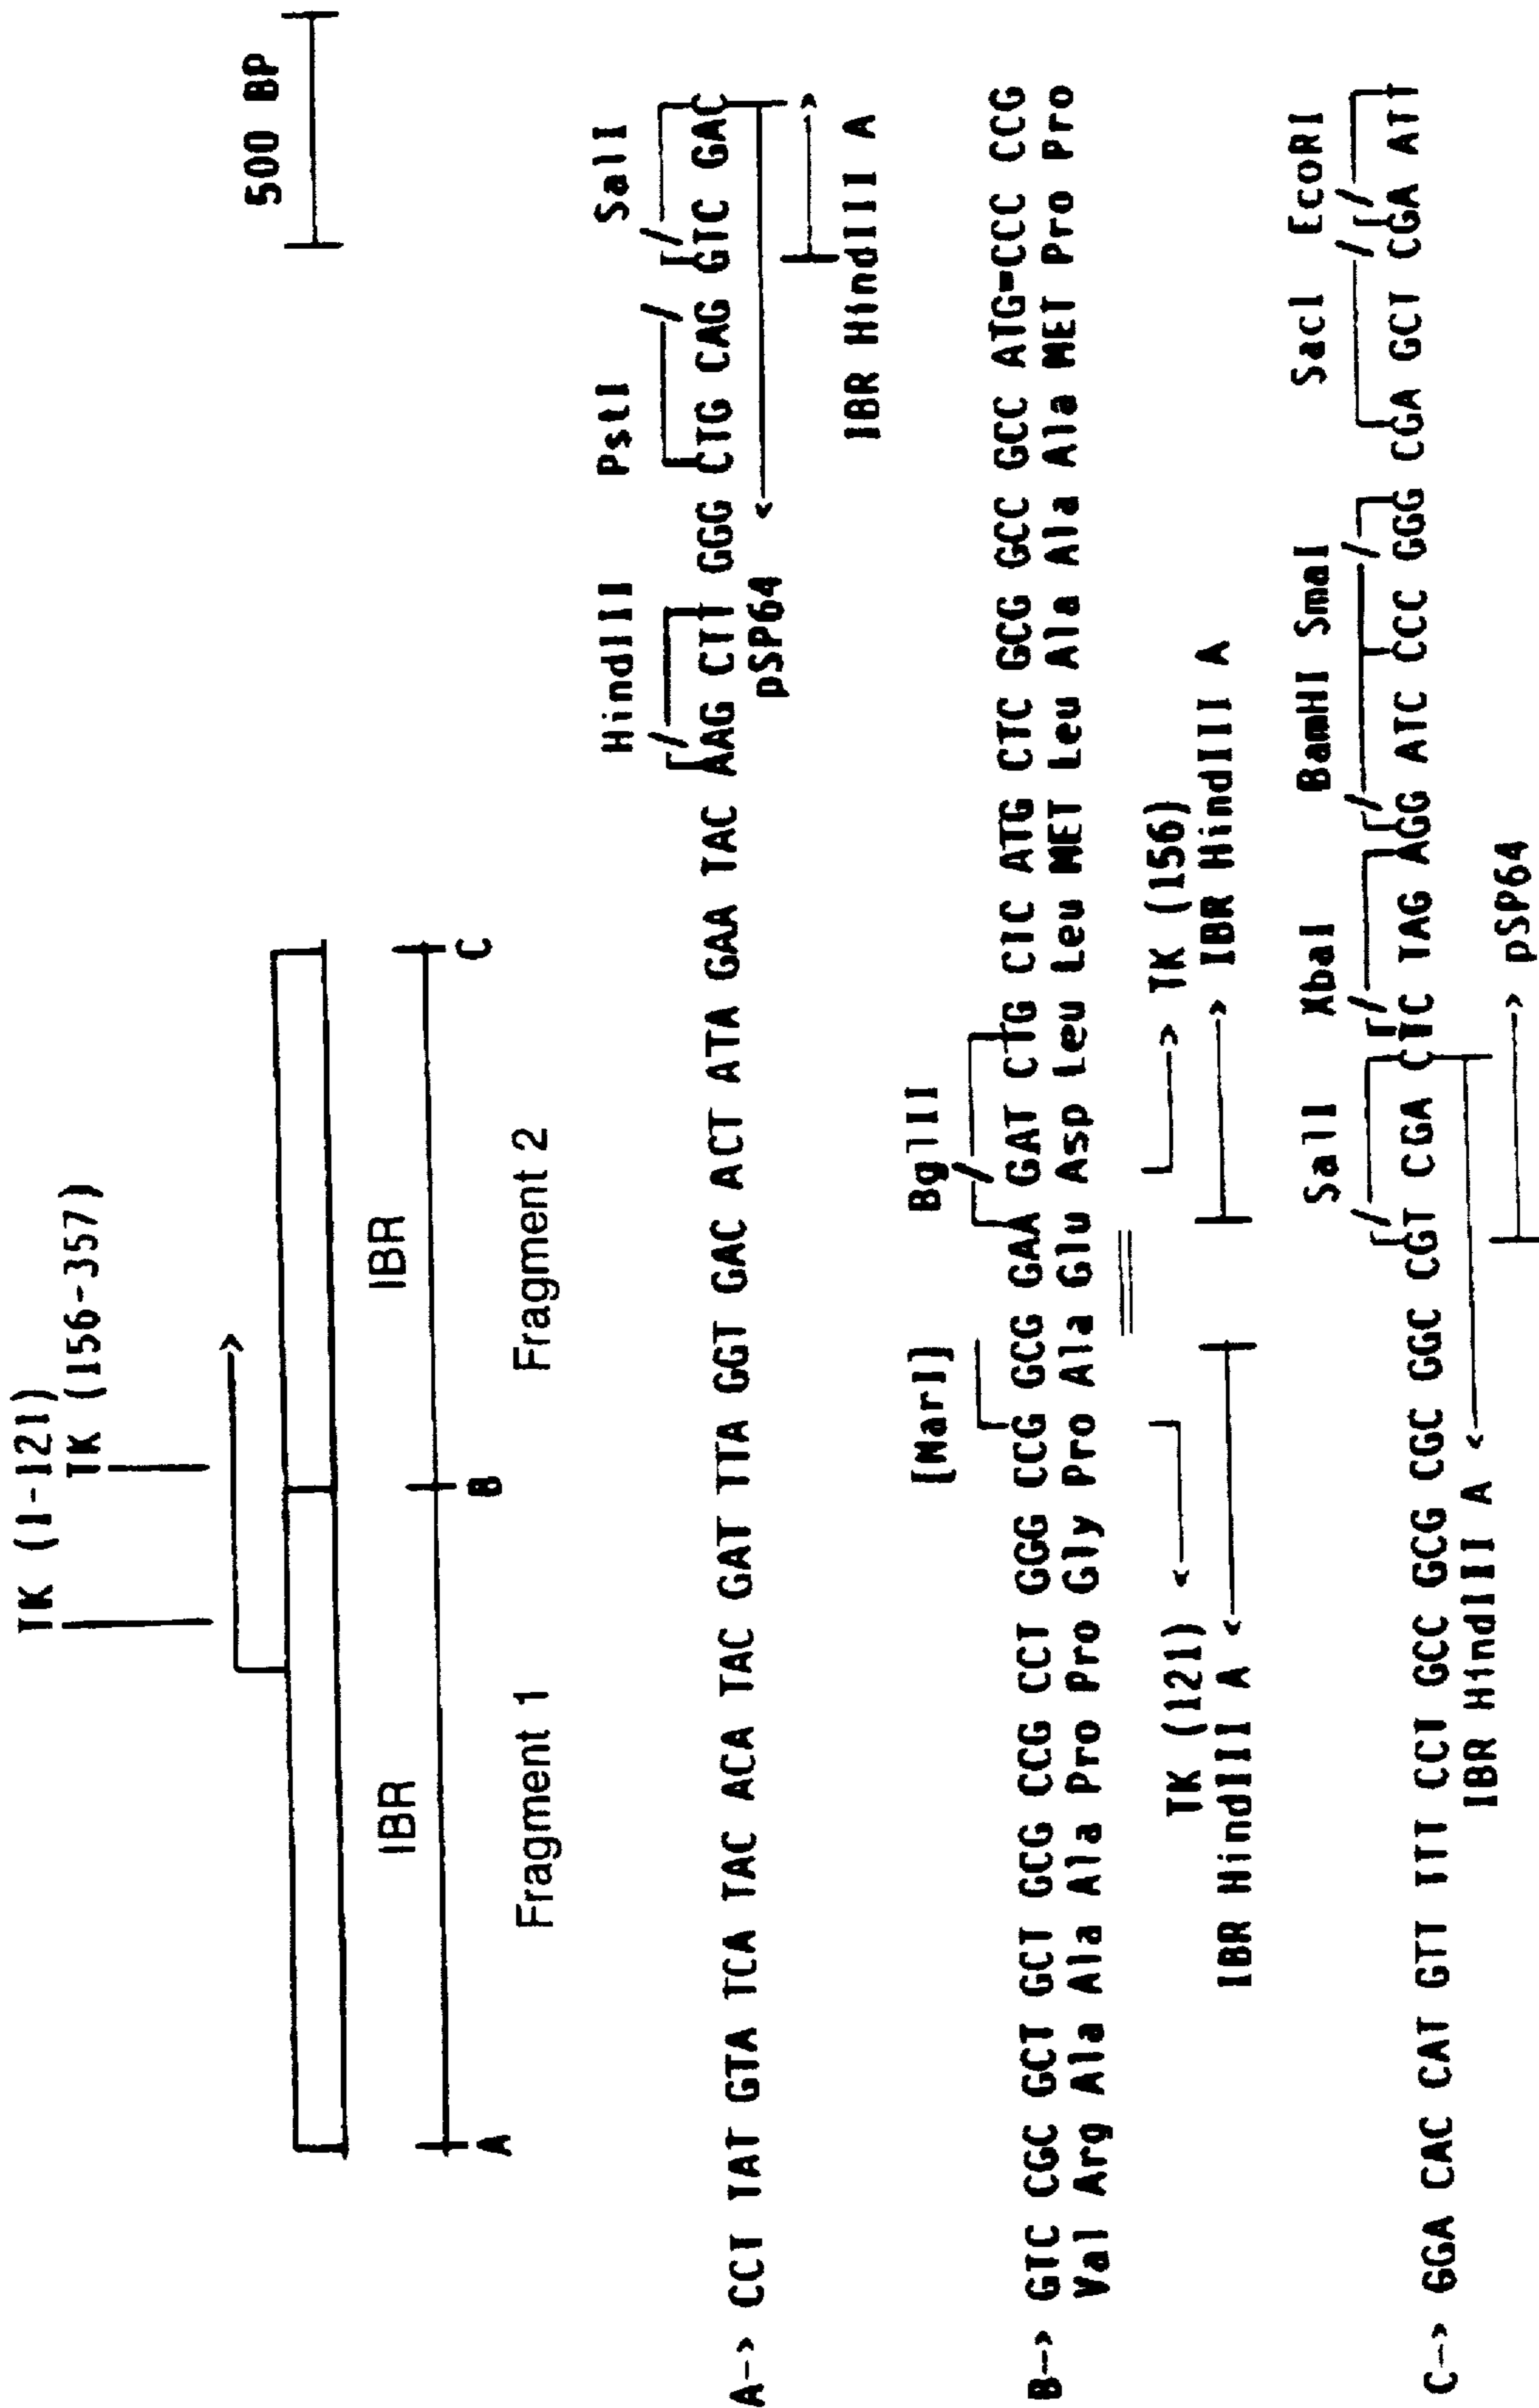 TK (1-121)
TK (156-357)
500 BP
IBR IBR
A B C
Fragment 1 Fragment 2
HindIII PstI SalI
A--> CCT TAT GTA TCA TAC ACA TAC GAT TTA GGT GAC ACT ATA GAA TAC AAG CTT GGG CTG CAG GTC GAC
pSP64 <
> IBR HindIII A
[NarI] BglII
B--> GTC CGC GCT GCT GCG CCG CCT GGG CCG GCG GAA GAT CTG CTC ATG CTC GCG GCC GCC ATG=CCC CCG
Val Arg Ala Ala Ala Pro Pro Gly Pro Ala Glu Asp Leu Leu MET Leu Ala Ala Ala MET Pro Pro
TK (121) < > TK (156)
IBR HindIII A < > IBR HindIII A
SalI XbaI BamHI SmaI SacI EcoRI
C--> GGA CAC CAT GTT TTT CCT GCC GCG CGC GGC CGT CGA CTC TAG AGG ATC CCC GGG CGA GCT CGA ATT
IBR HindIII A <
> pSP64